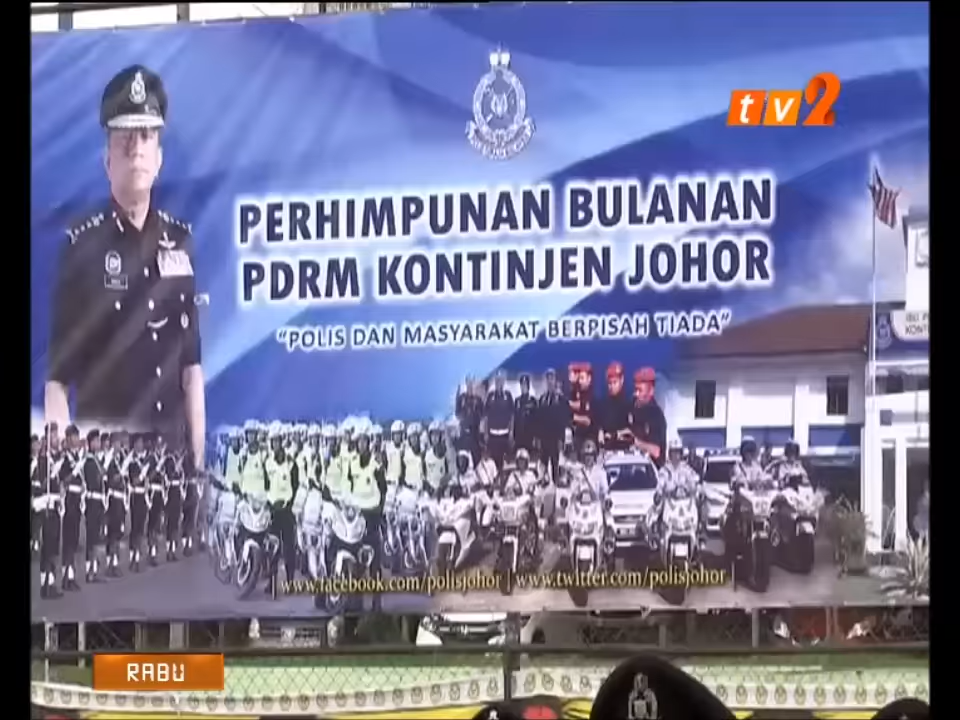 tv2
PERHIMPUNAN BULANAN
PDRM KONTINJEN JOHOR
"POLIS DAN MASYARAKAT BERPISAH TIADA"
| www.facebook.com/polisjohor | www.twitter.com/polisjohor |
RABU